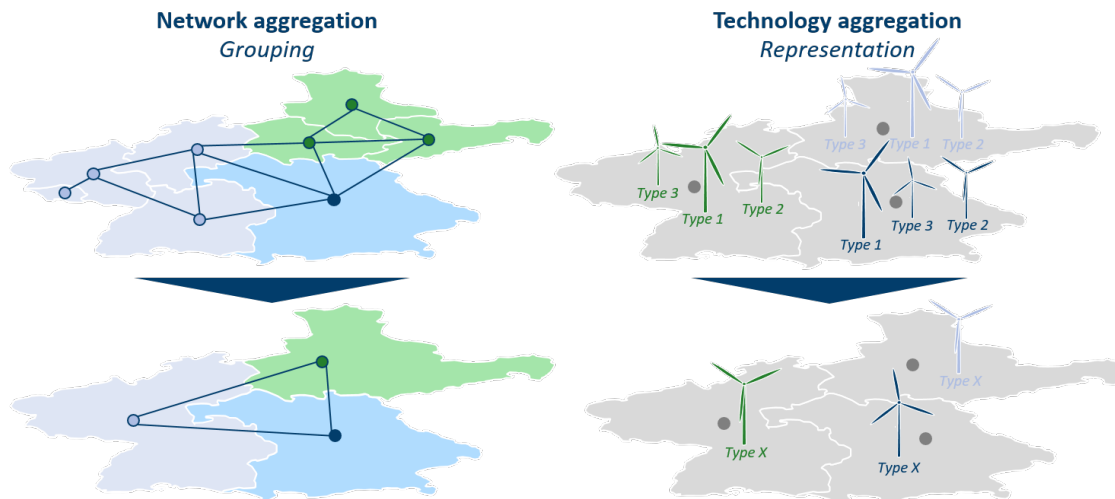 Network aggregation
Grouping
Technology aggregation
Representation
Type 3
Type 1
Type 2
Type 3
Type 1
Type 2
Type 1
Type 3
Type 2
Type X
Type X
Type X